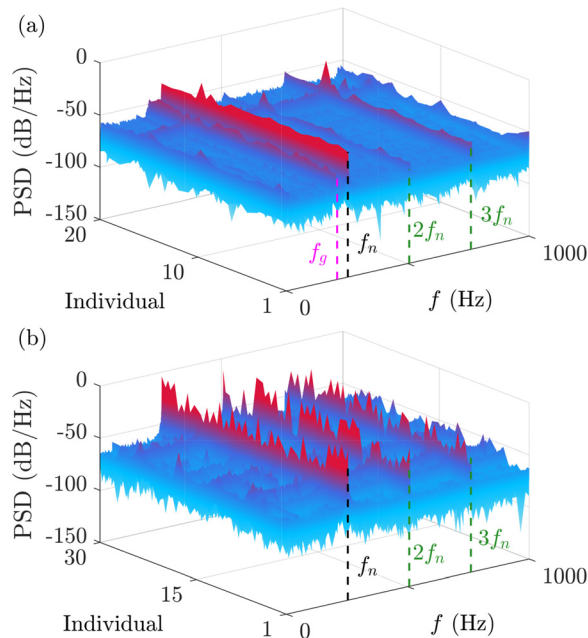 (a)
0
-50
-100
-150
PSD (dB/Hz)
20
10
1
Individual
0
1000
f (Hz)
f_g
f_n
2f_n
3f_n
(b)
0
-50
-100
-150
PSD (dB/Hz)
30
15
1
Individual
0
1000
f (Hz)
f_n
2f_n
3f_n